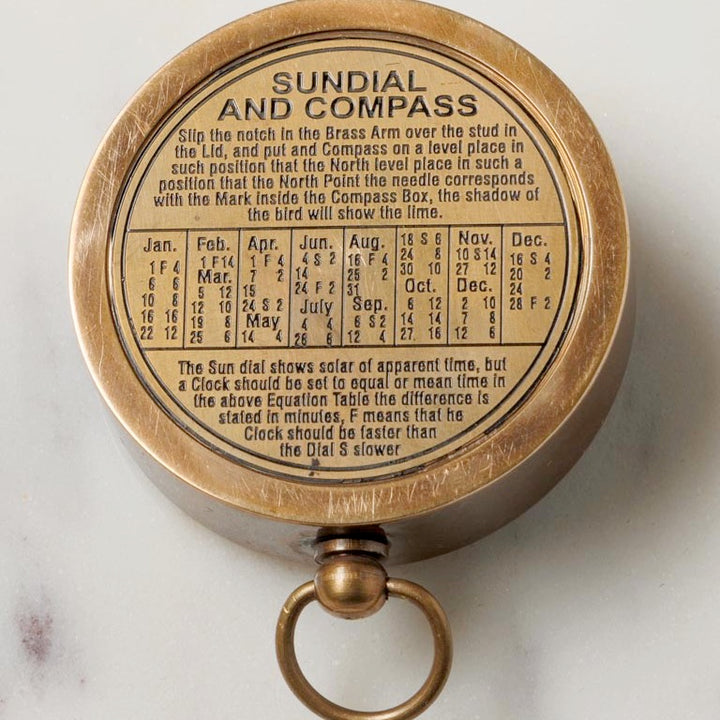 SUNDIAL
AND COMPASS
Slip the notch in the Brass Arm over the stud in
the Lid, and put and Compass on a level place in
such position that the North level place in such a
position that the North Point the needle corresponds
with the Mark inside the Compass Box, the shadow of
the bird will show the lime.
Jan.
1 F 4
6 6
10 8
16 16
22 12
Feb.
1 F14
Mar.
5 12
12 10
19 8
25 6
Apr.
1 F 4
7 2
15
24 S 2
May
14 4
Jun.
4 S 2
14
24 F 2
July
4 4
26 6
Aug.
16 F 4
25 2
31
Sep.
6 S 2
12 4
18 S 6
24 8
30 10
Oct.
6 12
14 14
27 16
Nov.
10 S14
27 12
Dec.
2 10
7 8
12 6
Dec.
16 S 4
20 2
24
28 F 2
The Sun dial shows solar of apparent time, but
a Clock should be set to equal or mean time in
the above Equation Table the difference is
stated in minutes, F means that he
Clock should be faster than
the Dial S slower